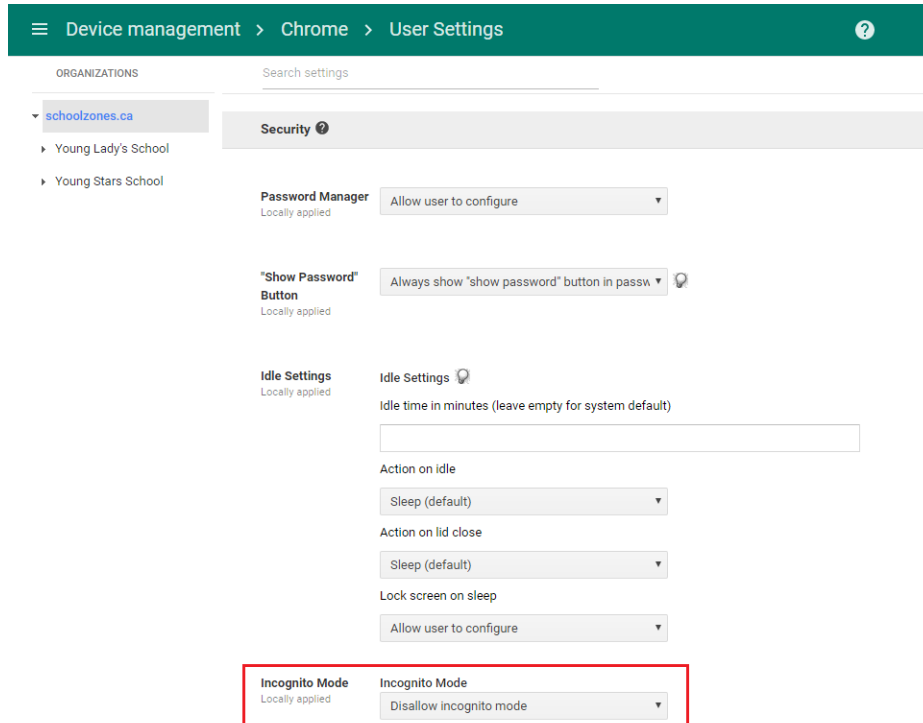 Device management > Chrome > User Settings
ORGANIZATIONS
Search settings
schoolzones.ca
Young Lady's School
Young Stars School
Security
Password Manager
Locally applied
Allow user to configure
"Show Password"
Button
Locally applied
Always show "show password" button in passw
Idle Settings
Locally applied
Idle Settings
Idle time in minutes (leave empty for system default)
Action on idle
Sleep (default)
Action on lid close
Sleep (default)
Lock screen on sleep
Allow user to configure
Incognito Mode
Locally applied
Incognito Mode
Disallow incognito mode